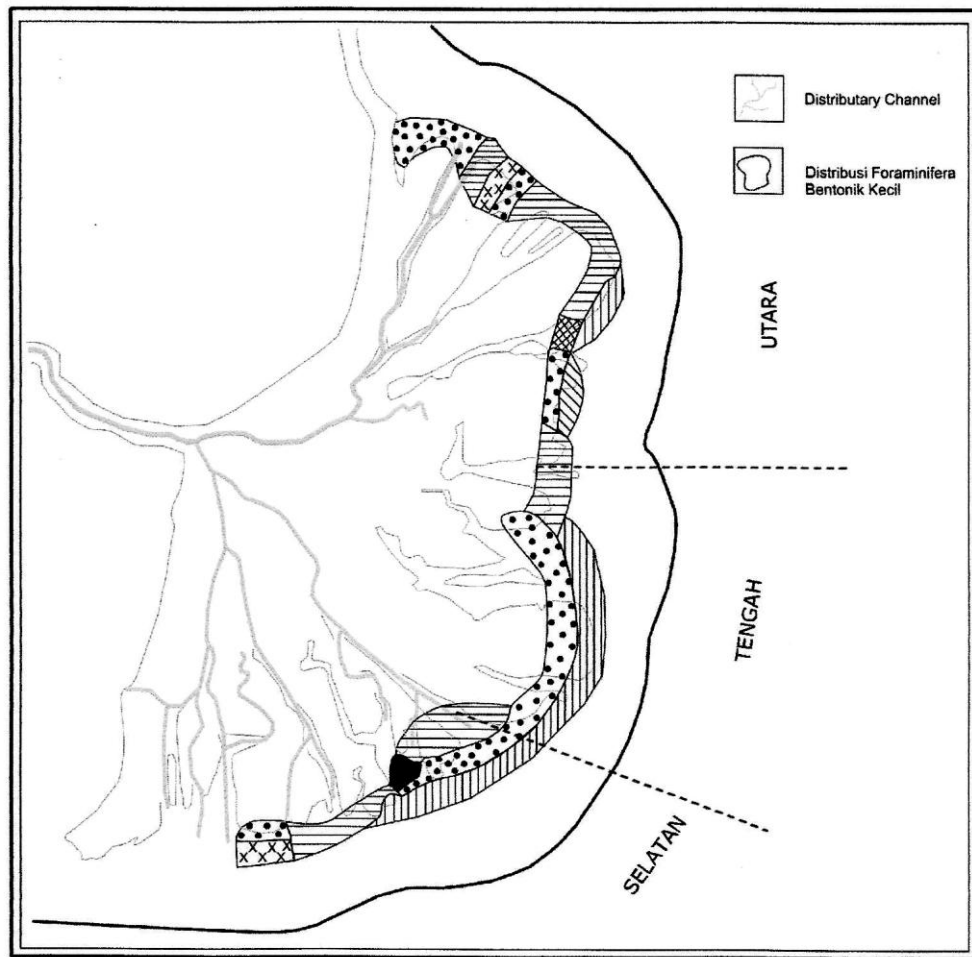 Distributary Channel
Distribusi Foraminifera
Bentonik Kecil
UTARA
TENGAH
SELATAN